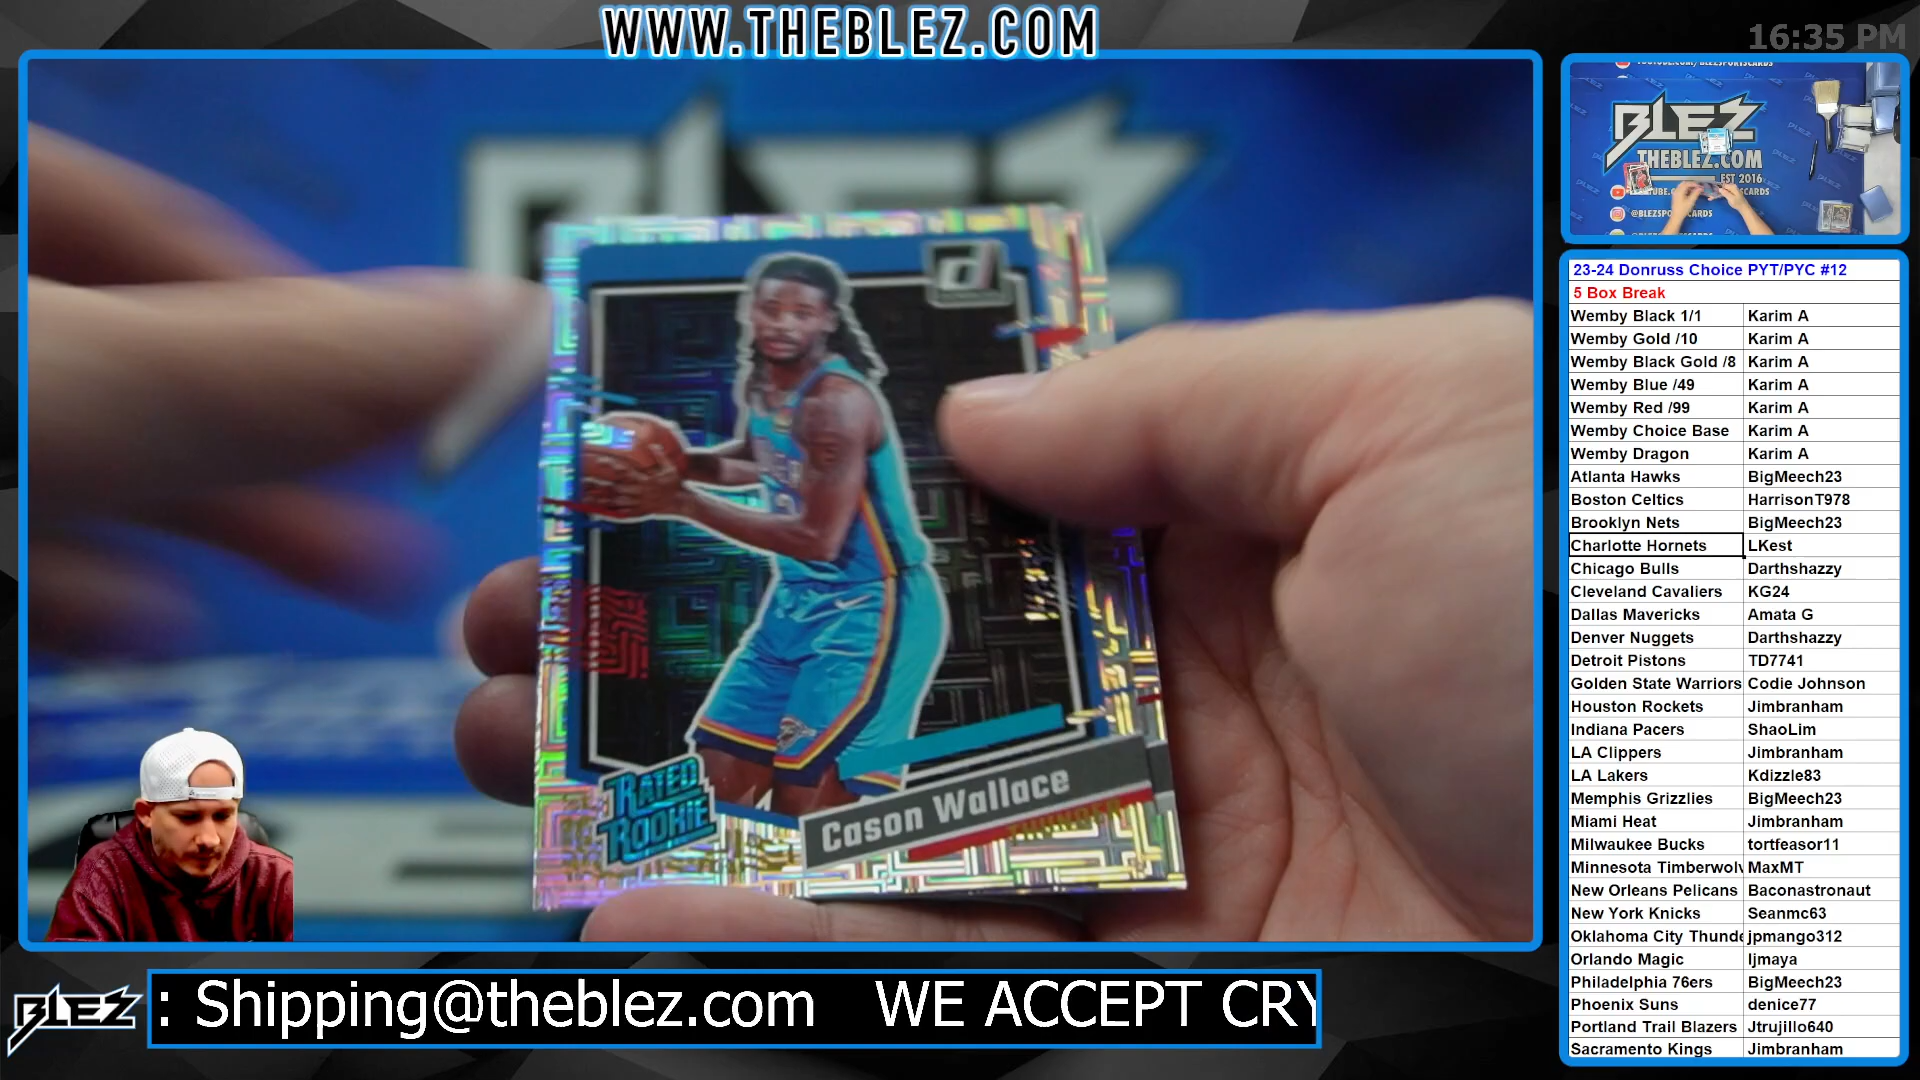 WWW.THEBLEZ.COM
16:35 PM
BLEZ
THEBLEZ.COM
EST 2016
@BLEZSPORTSCARDS
RATED
ROOKIE
Cason Wallace
THUNDER
23-24 Donruss Choice PYT/PYC #12
5 Box Break
Wemby Black 1/1 Karim A
Wemby Gold /10 Karim A
Wemby Black Gold /8 Karim A
Wemby Blue /49 Karim A
Wemby Red /99 Karim A
Wemby Choice Base Karim A
Wemby Dragon Karim A
Atlanta Hawks BigMeech23
Boston Celtics HarrisonT978
Brooklyn Nets BigMeech23
Charlotte Hornets LKest
Chicago Bulls Darthshazzy
Cleveland Cavaliers KG24
Dallas Mavericks Amata G
Denver Nuggets Darthshazzy
Detroit Pistons TD7741
Golden State Warriors Codie Johnson
Houston Rockets Jimbranham
Indiana Pacers ShaoLim
LA Clippers Jimbranham
LA Lakers Kdizzle83
Memphis Grizzlies BigMeech23
Miami Heat Jimbranham
Milwaukee Bucks tortfeasor11
Minnesota Timberwolv MaxMT
New Orleans Pelicans Baconastronaut
New York Knicks Seanmc63
Oklahoma City Thunde jpmango312
Orlando Magic ljmaya
Philadelphia 76ers BigMeech23
Phoenix Suns denice77
Portland Trail Blazers Jtrujillo640
Sacramento Kings Jimbranham
BLEZ
: Shipping@theblez.com WE ACCEPT CRY